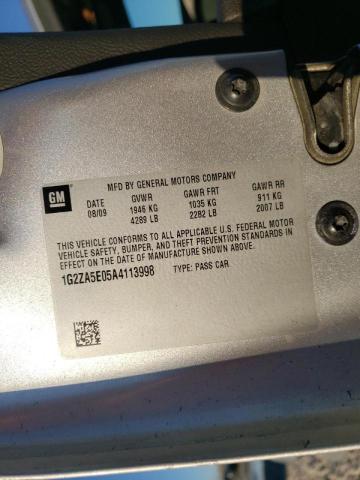 GM
MFD BY GENERAL MOTORS COMPANY
DATE GVWR GAWR FRT GAWR RR
08/09 1946 KG 1035 KG 911 KG
4289 LB 2282 LB 2007 LB
THIS VEHICLE CONFORMS TO ALL APPLICABLE U.S. FEDERAL MOTOR
VEHICLE SAFETY, BUMPER, AND THEFT PREVENTION STANDARDS IN
EFFECT ON THE DATE OF MANUFACTURE SHOWN ABOVE.
1G2ZA5E05A4113998 TYPE: PASS CAR